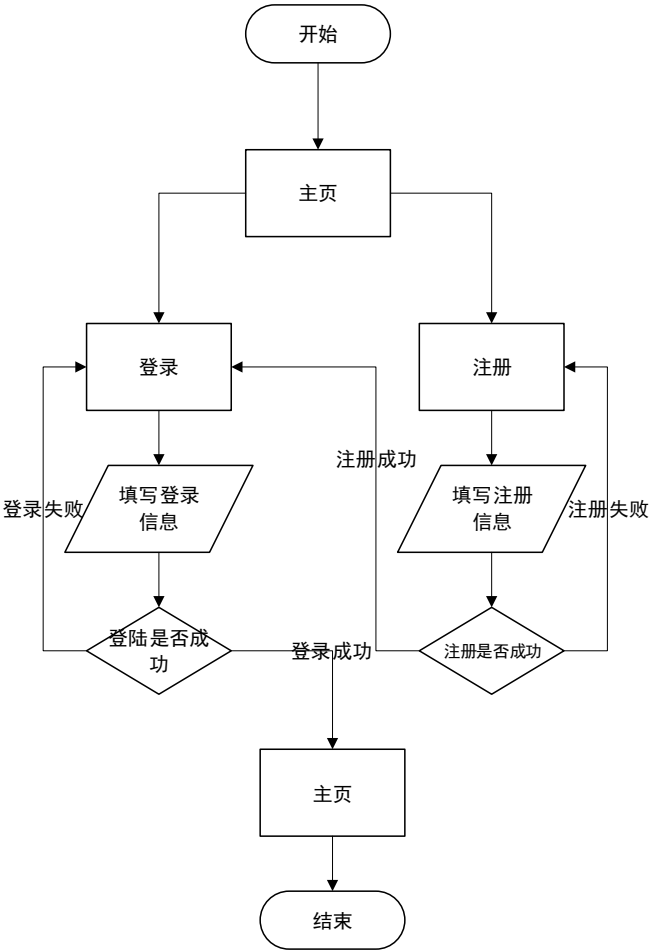 开始
主页
登录
注册
注册成功
填写登录
信息
填写注册
信息
登录失败
注册失败
登陆是否成
功
登录成功
注册是否成功
主页
结束